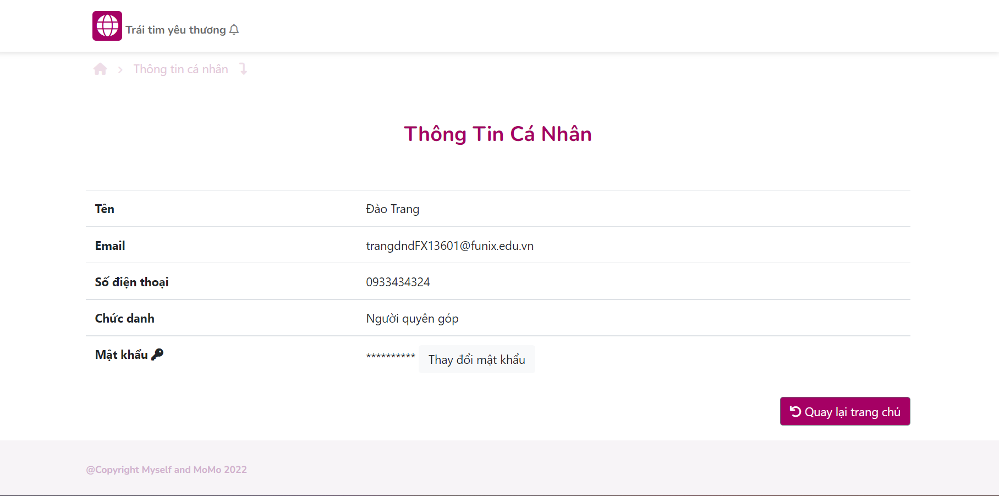 Trái tim yêu thương
Thông tin cá nhân
Thông Tin Cá Nhân
Tên Đào Trang
Email trangdndFX13601@funix.edu.vn
Số điện thoại 0933434324
Chức danh Người quyên góp
Mật khẩu ********** Thay đổi mật khẩu
Quay lại trang chủ
@Copyright Myself and MoMo 2022